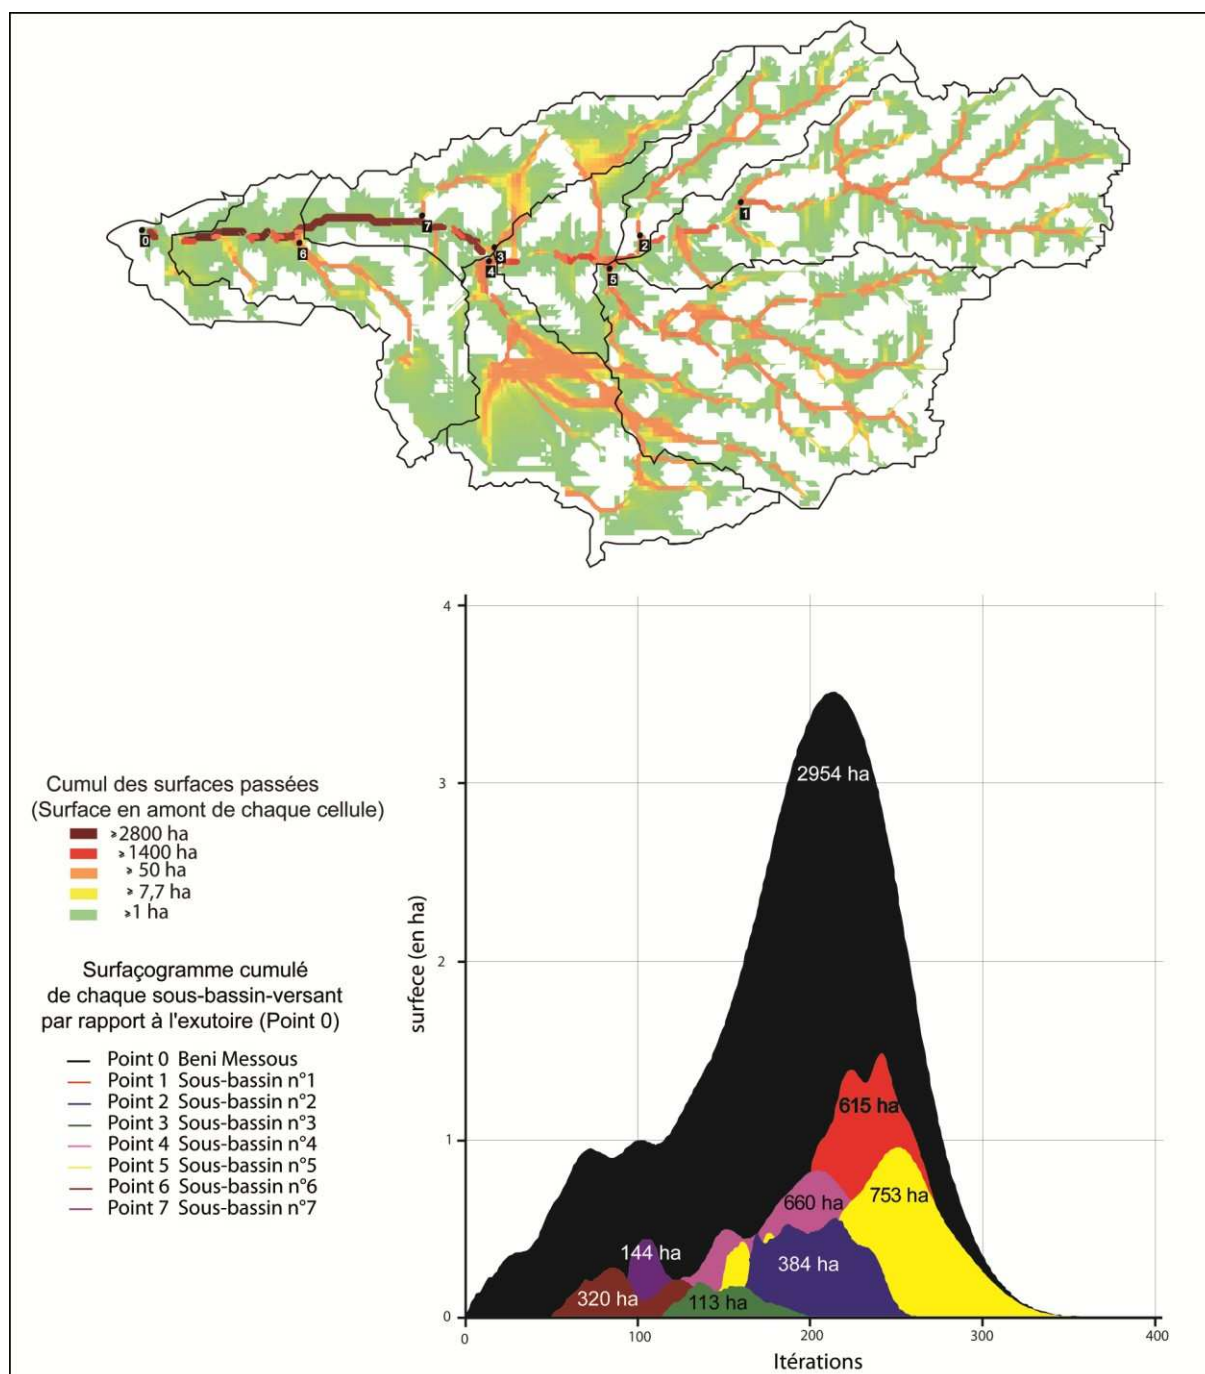 0
6
7
4
3
5
2
1
Cumul des surfaces passées
(Surface en amont de chaque cellule)
≥2800 ha
≥1400 ha
≥ 50 ha
≥ 7,7 ha
≥1 ha
Surfaçogramme cumulé
de chaque sous-bassin-versant
par rapport à l'exutoire (Point 0)
Point 0 Beni Messous
Point 1 Sous-bassin n°1
Point 2 Sous-bassin n°2
Point 3 Sous-bassin n°3
Point 4 Sous-bassin n°4
Point 5 Sous-bassin n°5
Point 6 Sous-bassin n°6
Point 7 Sous-bassin n°7
surfece (en ha)
4
3
2
1
0
2954 ha
615 ha
753 ha
660 ha
384 ha
144 ha
320 ha
113 ha
0
100
200
300
400
Itérations